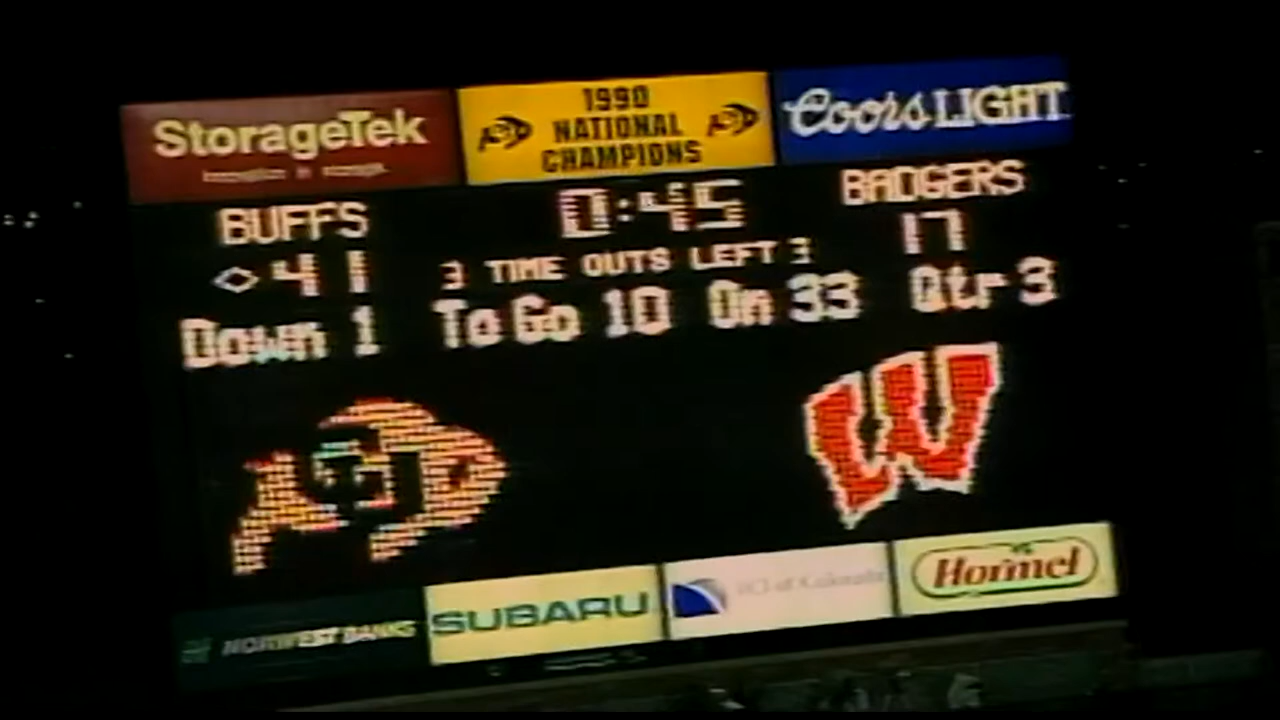 StorageTek
1990
NATIONAL
CHAMPIONS
Coors LIGHT
BUFFS
0:45
BADGERS
41
3 TIME OUTS LEFT 3
17
Down 1 To Go 10 On 33 Qtr 3
W
NORWEST BANKS
SUBARU
of
Hormel